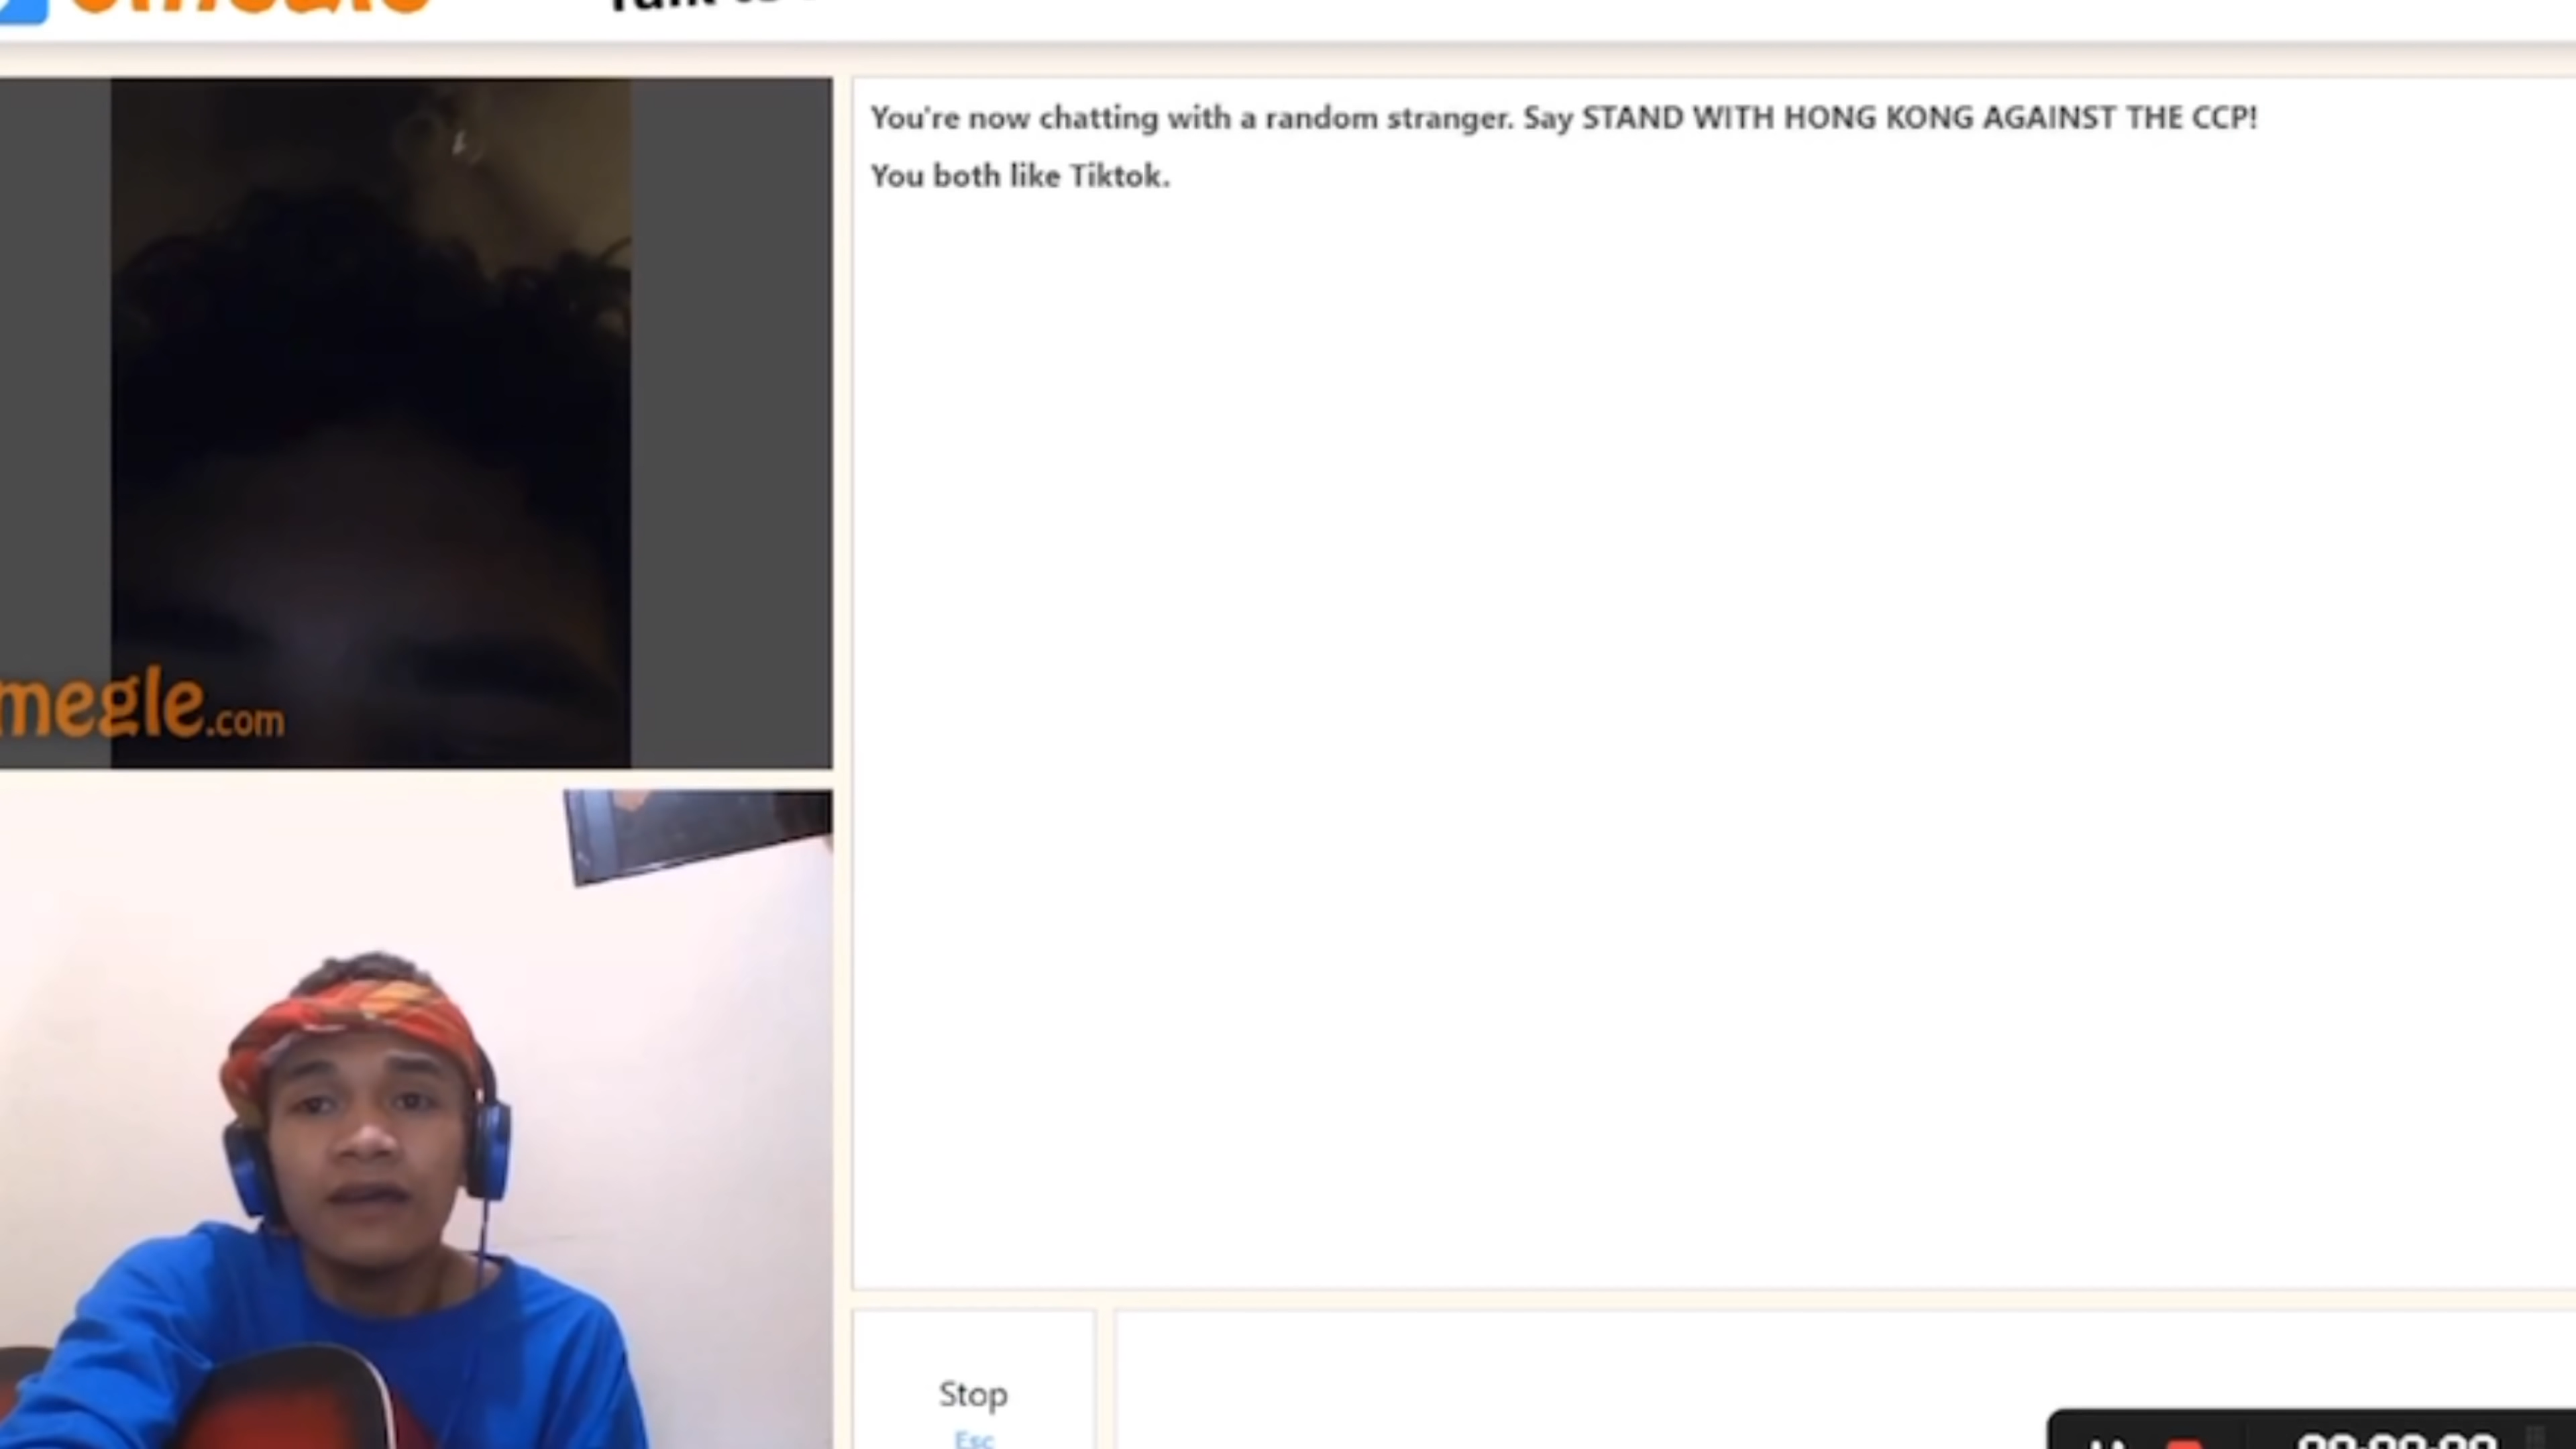 You're now chatting with a random stranger. Say STAND WITH HONG KONG AGAINST THE CCP!
You both like Tiktok.
megle.com
Stop
Esc